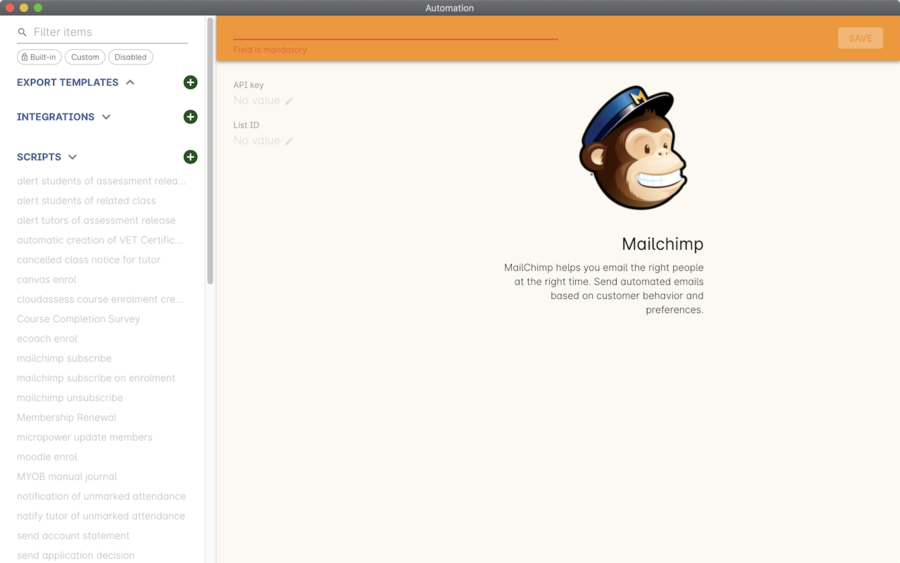 Automation
Filter items
Built-in Custom Disabled
EXPORT TEMPLATES
INTEGRATIONS
SCRIPTS
alert students of assessment relea...
alert students of related class
alert tutors of assessment release
automatic creation of VET Certific...
cancelled class notice for tutor
canvas enrol
cloudassess course enrolment cre...
Course Completion Survey
ecoach enrol
mailchimp subscribe
mailchimp subscribe on enrolment
mailchimp unsubscribe
Membership Renewal
micropower update members
moodle enrol
MYOB manual journal
notification of unmarked attendance
notify tutor of unmarked attendance
send account statement
send application decision
Field is mandatory
SAVE
API key
No value
List ID
No value
M
Mailchimp
MailChimp helps you email the right people
at the right time. Send automated emails
based on customer behavior and
preferences.